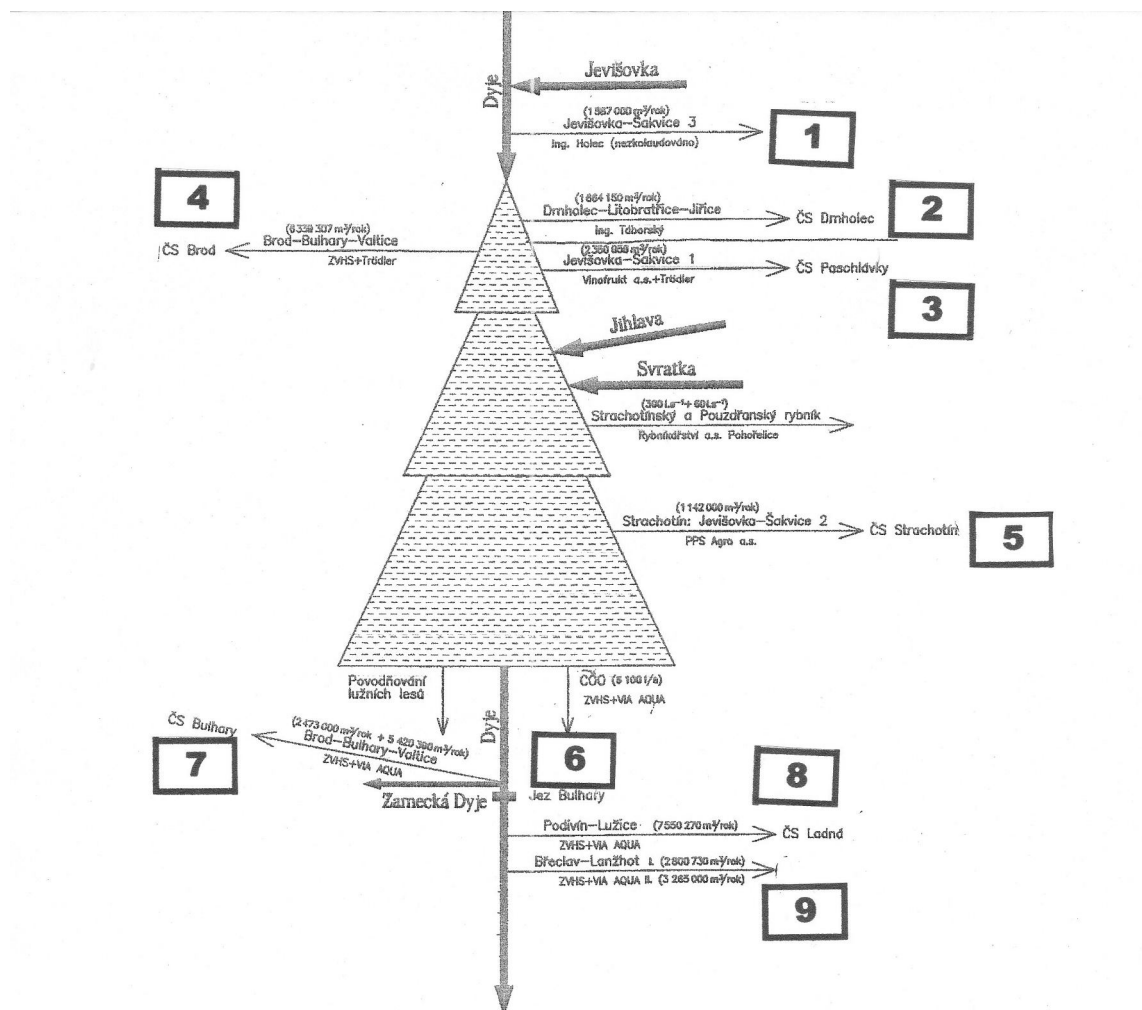 Dyje
Jevišovka
(1 567 000 m³/rok)
Jevišovka–Šakvice 3
Ing. Holec (nezkolaudováno)
1
4
(6 339 307 m³/rok)
Brod–Bulhary–Valtice
ZVHS+Trödler
ČS Brod
(1 664 150 m³/rok)
Drnholec–Litobratřice–Jiřice
Ing. Táborský
ČS Drnholec
2
(2 350 050 m³/rok)
Jevišovka–Šakvice 1
Vinofrukt a.s.+Trödler
ČS Pasohlávky
3
Jihlava
Svratka
(300 l.s⁻¹+ 60 l.s⁻¹)
Strachotínský a Pouzdřanský rybník
Rybníkářství a.s. Pohořelice
(1 142 000 m³/rok)
Strachotín: Jevišovka–Šakvice 2
PPS Agro a.s.
ČS Strachotín
5
Povodňování
lužních lesů
Dyje
(5 100 l/s)
ZVHS+VIA AQUA
6
ČS Bulhary
7
(2 473 000 m³/rok + 5 420 390 m³/rok)
Brod–Bulhary–Valtice
ZVHS+VIA AQUA
Zámecká Dyje
Jez Bulhary
8
Podivín–Lužice (7 550 270 m³/rok)
ZVHS+VIA AQUA
ČS Ladná
Břeclav–Lanžhot I. (2 800 730 m³/rok)
ZVHS+VIA AQUA II. (3 265 000 m³/rok)
9